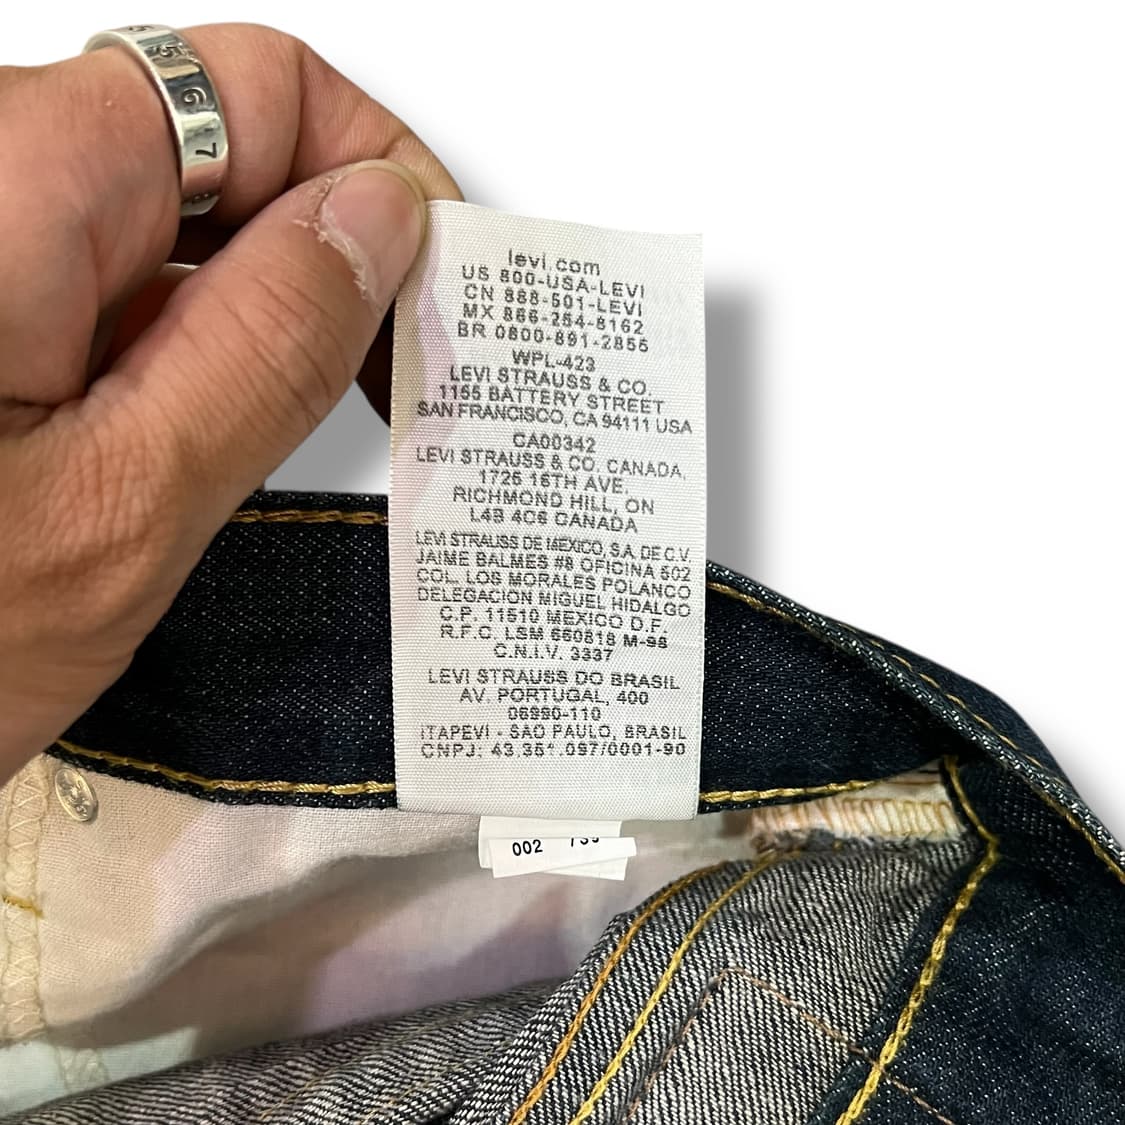 5 6 7
levi.com
US 800-USA-LEVI
CN 888-501-LEVI
MX 866-254-8162
BR 0800-891-2855
WPL-423
LEVI STRAUSS & CO.
1155 BATTERY STREET
SAN FRANCISCO, CA 94111 USA
CA00342
LEVI STRAUSS & CO. CANADA,
1725 16TH AVE,
RICHMOND HILL, ON
L4B 4C6 CANADA
LEVI STRAUSS DE MEXICO, S.A. DE C.V.
JAIME BALMES #8 OFICINA 502
COL. LOS MORALES POLANCO
DELEGACION MIGUEL HIDALGO
C.P. 11510 MEXICO D.F.
R.F.C. LSM 650818 M-98
C.N.I.V. 3337
LEVI STRAUSS DO BRASIL
AV. PORTUGAL, 400
06690-110
ITAPEVI - SAO PAULO, BRASIL
CNPJ: 43.351.097/0001-90
002